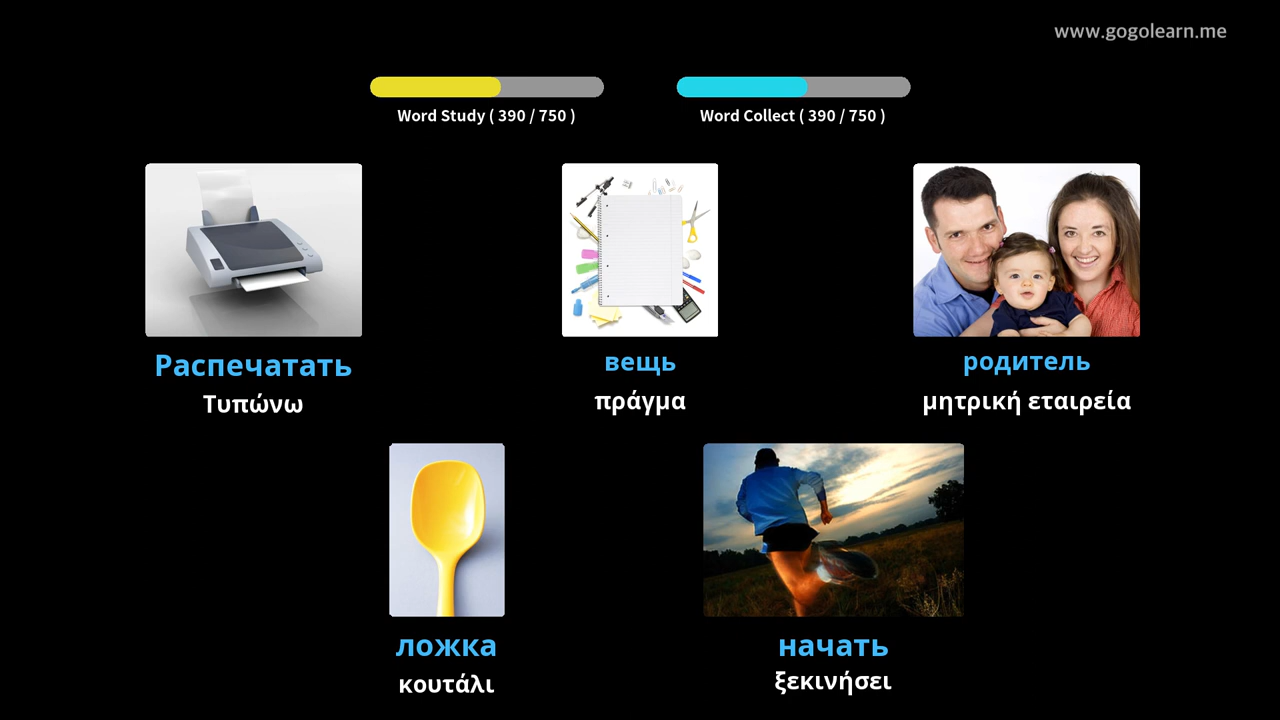 www.gogolearn.me
Word Study ( 390 / 750 )
Word Collect ( 390 / 750 )
Распечатать
Τυπώνω
вещь
πράγμα
родитель
μητρική εταιρεία
ложка
κουτάλι
начать
ξεκινήσει